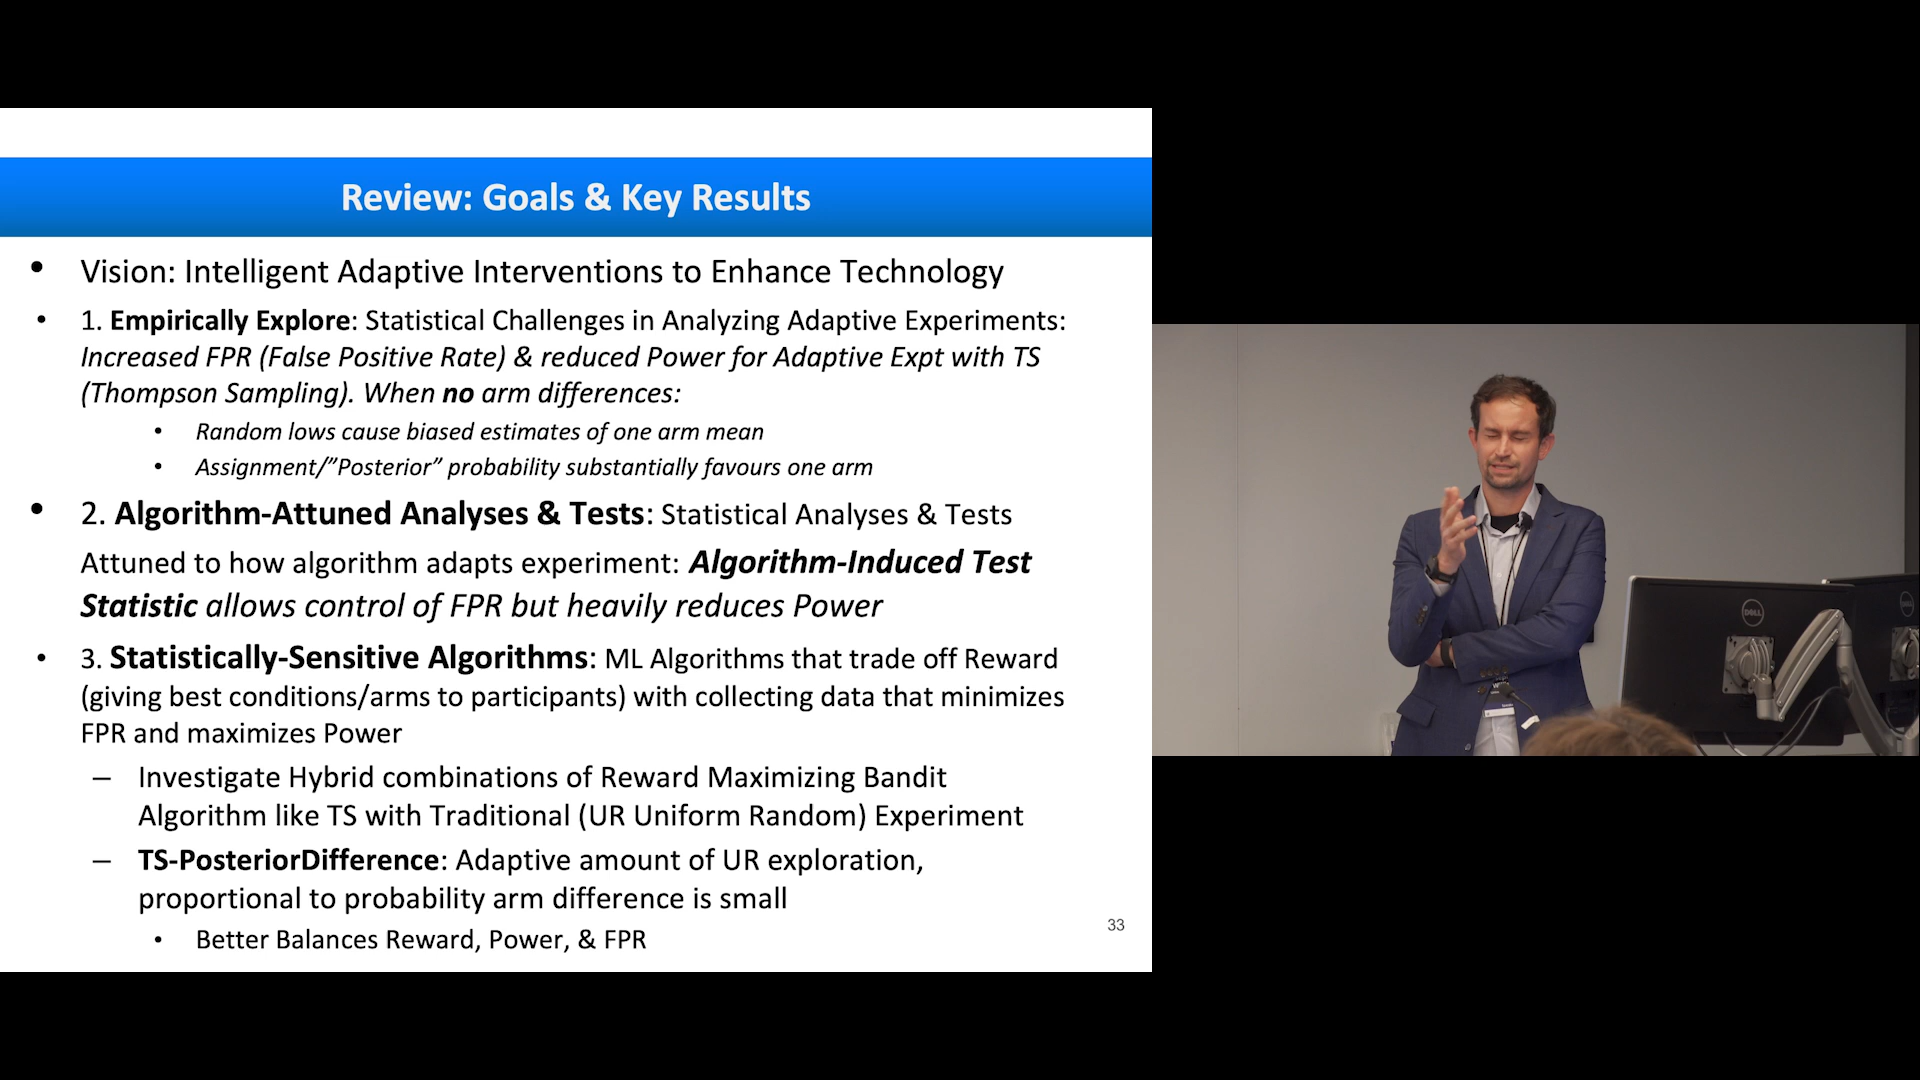 Review: Goals & Key Results
• Vision: Intelligent Adaptive Interventions to Enhance Technology
• 1. Empirically Explore: Statistical Challenges in Analyzing Adaptive Experiments:
Increased FPR (False Positive Rate) & reduced Power for Adaptive Expt with TS
(Thompson Sampling). When no arm differences:
• Random lows cause biased estimates of one arm mean
• Assignment/”Posterior” probability substantially favours one arm
• 2. Algorithm-Attuned Analyses & Tests: Statistical Analyses & Tests
Attuned to how algorithm adapts experiment: Algorithm-Induced Test
Statistic allows control of FPR but heavily reduces Power
• 3. Statistically-Sensitive Algorithms: ML Algorithms that trade off Reward
(giving best conditions/arms to participants) with collecting data that minimizes
FPR and maximizes Power
– Investigate Hybrid combinations of Reward Maximizing Bandit
Algorithm like TS with Traditional (UR Uniform Random) Experiment
– TS-PosteriorDifference: Adaptive amount of UR exploration,
proportional to probability arm difference is small
• Better Balances Reward, Power, & FPR
33
DELL